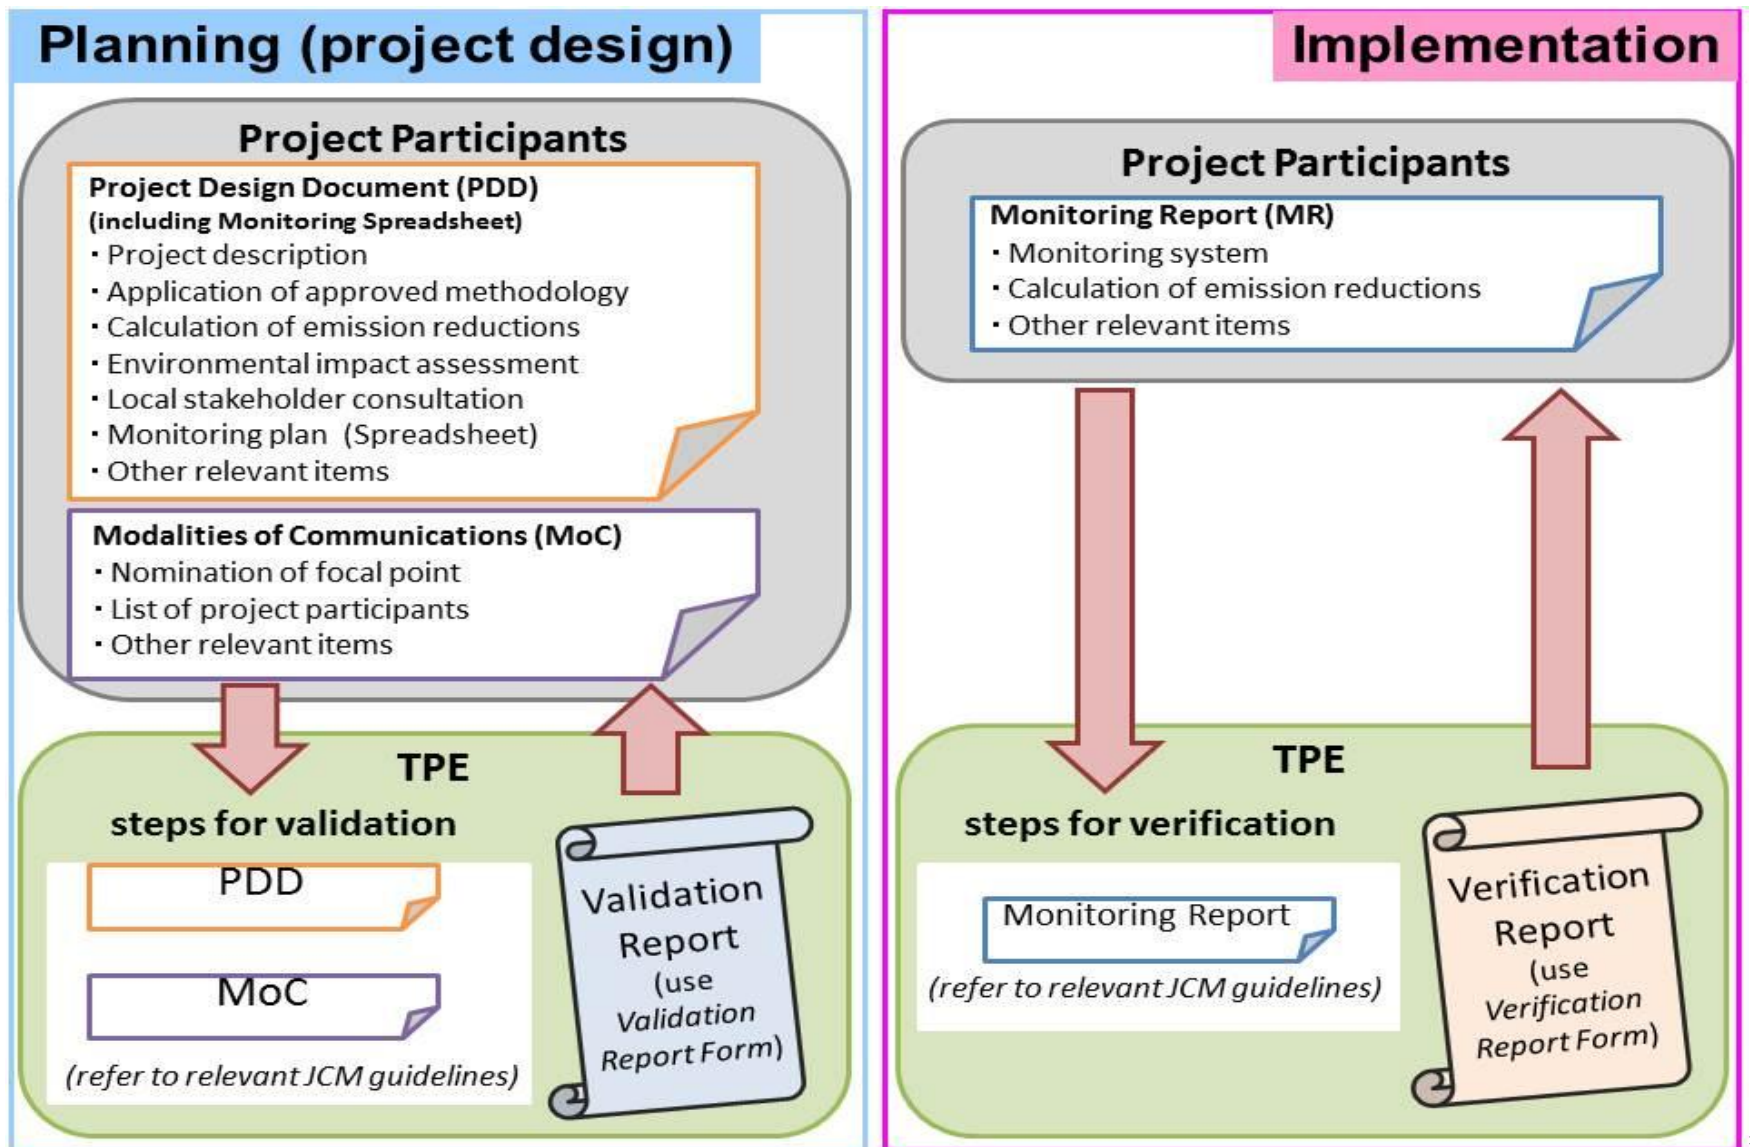 Planning (project design)
Project Participants
Project Design Document (PDD)
(including Monitoring Spreadsheet)
・Project description
・Application of approved methodology
・Calculation of emission reductions
・Environmental impact assessment
・Local stakeholder consultation
・Monitoring plan (Spreadsheet)
・Other relevant items
Modalities of Communications (MoC)
・Nomination of focal point
・List of project participants
・Other relevant items
TPE
steps for validation
PDD
MoC
(refer to relevant JCM guidelines)
Validation
Report
(use
Validation
Report Form)
Implementation
Project Participants
Monitoring Report (MR)
・Monitoring system
・Calculation of emission reductions
・Other relevant items
TPE
steps for verification
Monitoring Report
(refer to relevant JCM guidelines)
Verification
Report
(use
Verification
Report Form)